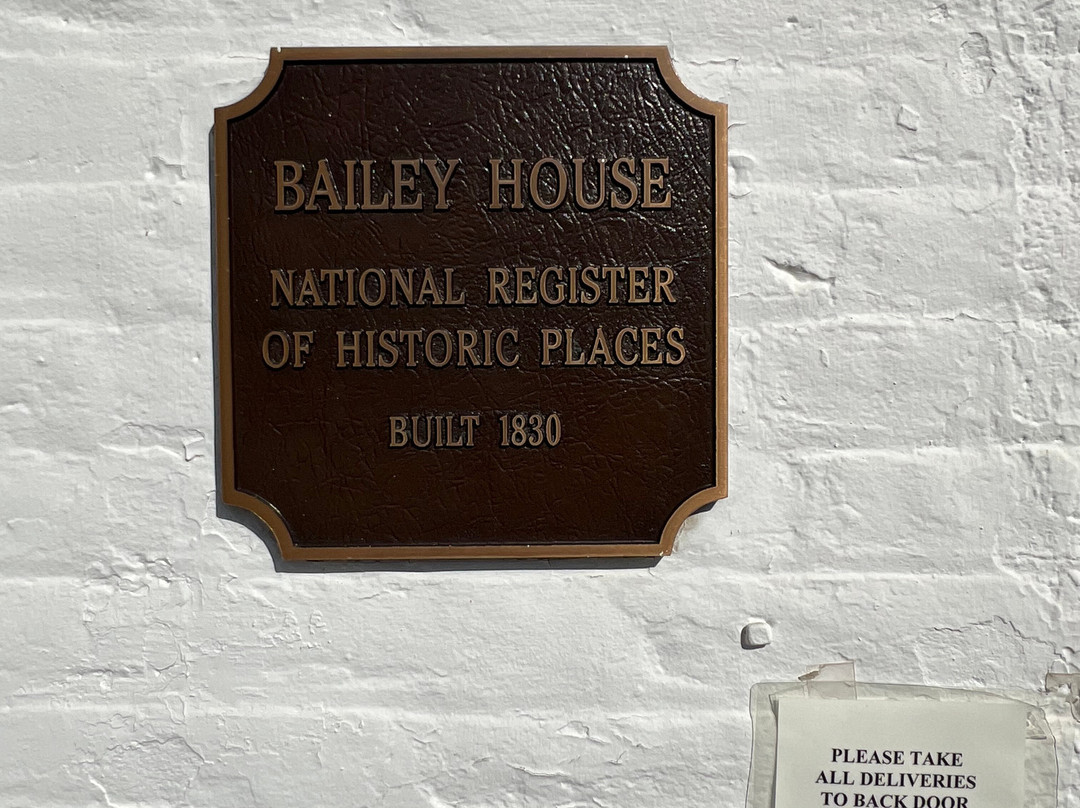 BAILEY HOUSE
NATIONAL REGISTER
OF HISTORIC PLACES
BUILT 1830
PLEASE TAKE
ALL DELIVERIES
TO BACK DOOR